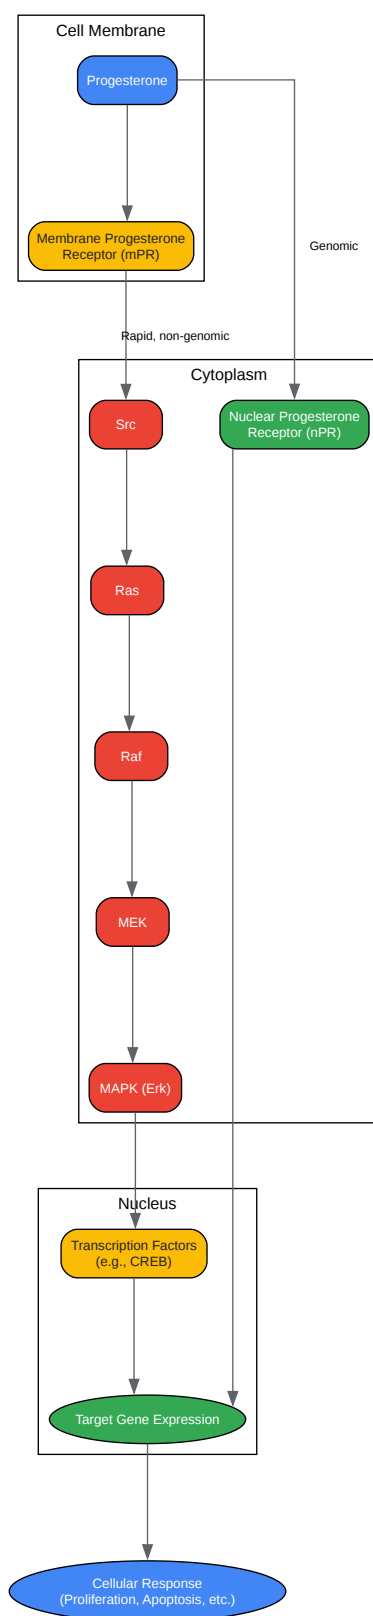 Cell Membrane
Progesterone
Membrane Progesterone
Receptor (mPR)
Genomic
Rapid, non-genomic
Cytoplasm
Src
Nuclear Progesterone
Receptor (nPR)
Ras
Raf
MEK
MAPK (Erk)
Nucleus
Transcription Factors
(e.g., CREB)
Target Gene Expression
Cellular Response
(Proliferation, Apoptosis, etc.)